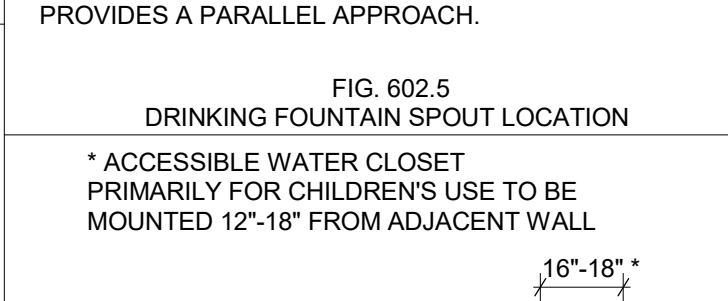 PROVIDES A PARALLEL APPROACH.
FIG. 602.5
DRINKING FOUNTAIN SPOUT LOCATION
* ACCESSIBLE WATER CLOSET
PRIMARILY FOR CHILDREN'S USE TO BE
MOUNTED 12"-18" FROM ADJACENT WALL
16"-18" *